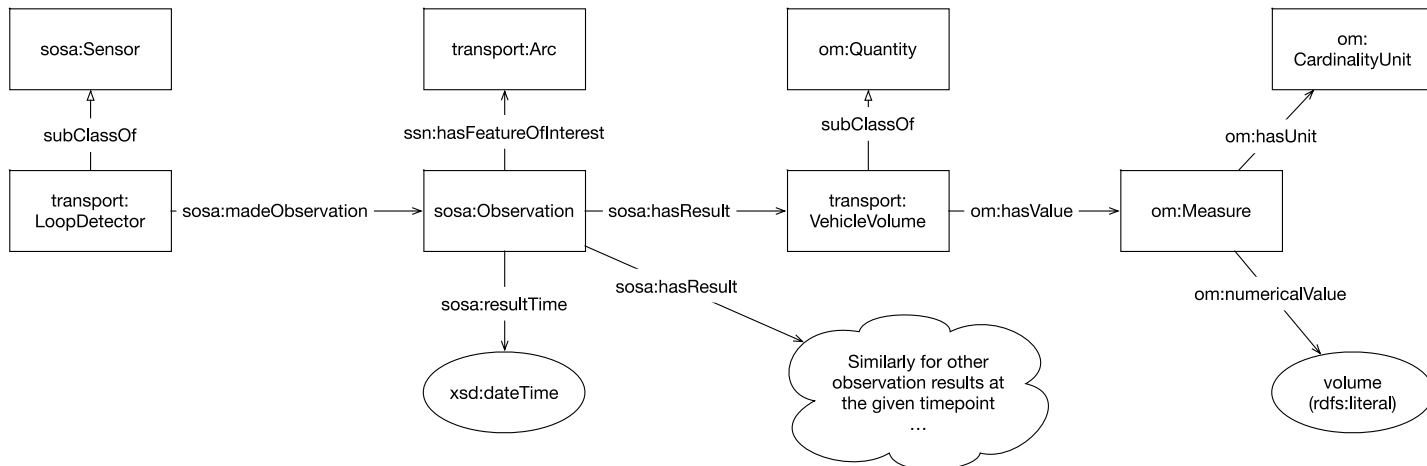 sosa:Sensor
transport:Arc
om:Quantity
om:
CardinalityUnit
subClassOf
ssn:hasFeatureOfInterest
subClassOf
om:hasUnit
transport:
LoopDetector
sosa:madeObservation
sosa:Observation
sosa:hasResult
transport:
VehicleVolume
om:hasValue
om:Measure
sosa:resultTime
sosa:hasResult
om:numericalValue
xsd:dateTime
Similarly for other
observation results at
the given timepoint
...
volume
(rdfs:literal)